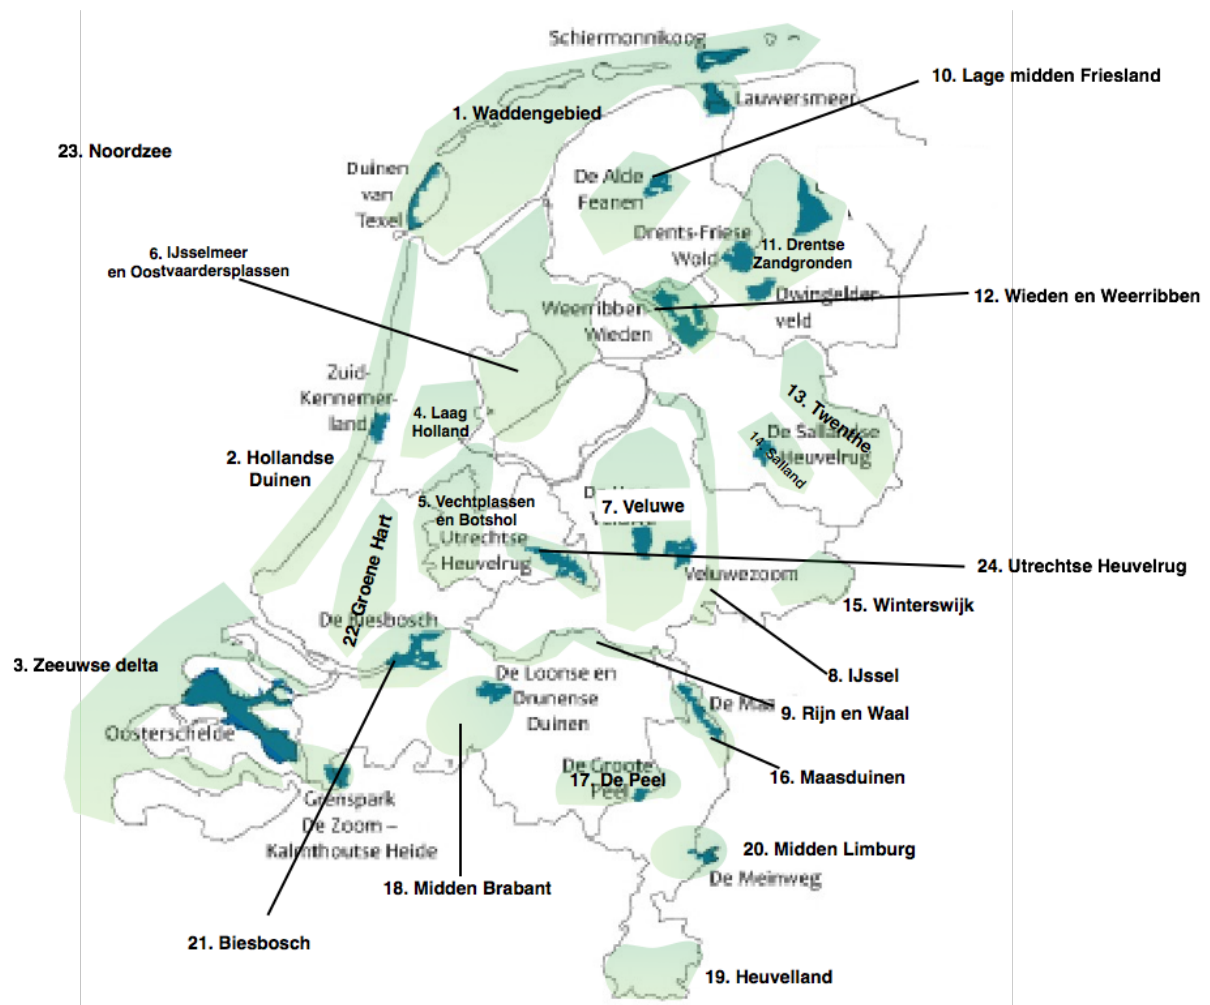 Schiermonnikoog
10. Lage midden Friesland
Lauwersmeer
1. Waddengebied
23. Noordzee
Duinen
van
Texel
De Alde
Feanen
Drents-Friese
Wold
11. Drentse
Zandgronden
6. IJsselmeer
en Oostvaardersplassen
12. Wieden en Weerribben
Dwingelder-
veld
Weerribben-
Wieden
Zuid-
Kennemer-
land
4. Laag
Holland
13. Twenthe
De Sallandse
Heuvelrug
14. Salland
2. Hollandse
Duinen
5. Vechtplassen
en Botshol
Utrechtse
Heuvelrug
7. Veluwe
Veluwezoom
24. Utrechtse Heuvelrug
22. Groene Hart
15. Winterswijk
De Biesbosch
3. Zeeuwse delta
8. IJssel
De Loonse en
Drunense
Duinen
De Maas
9. Rijn en Waal
Oosterschelde
16. Maasduinen
De Groote
Peel
17. De Peel
Grenspark
De Zoom –
Kalmthoutse Heide
20. Midden Limburg
De Meinweg
18. Midden Brabant
21. Biesbosch
19. Heuvelland